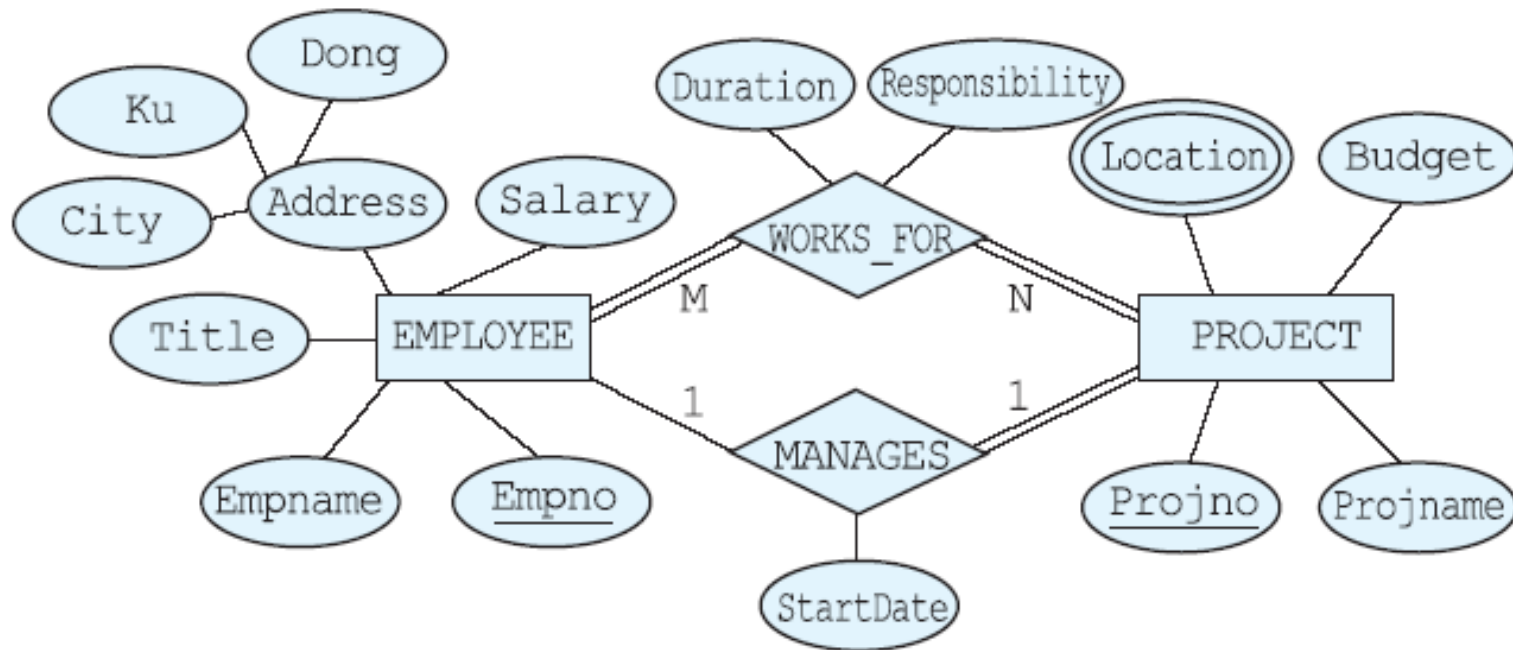 Dong
Duration
Responsibility
Ku
Location
Budget
City
Address
Salary
WORKS_FOR
M
N
Title
EMPLOYEE
PROJECT
1
1
MANAGES
Empname
Empno
Projno
Projname
StartDate